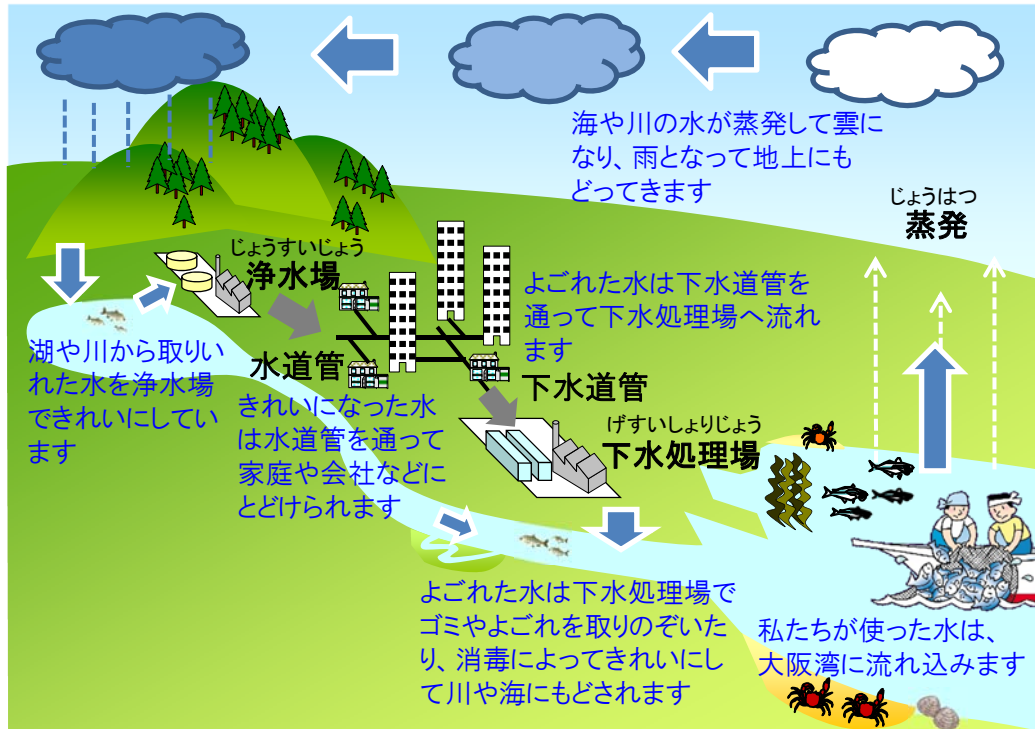 海や川の水が蒸発して雲に
なり、雨となって地上にも
どってきます
じょうはつ
蒸発
じょうすいじょう
浄水場
よごれた水は下水道管を
通って下水処理場へ流れ
ます
湖や川から取りい
れた水を浄水場
できれいにしてい
ます
水道管
きれいになった水
は水道管を通って
家庭や会社などに
とどけられます
下水道管
げすいしょりじょう
下水処理場
よごれた水は下水処理場で
ゴミやよごれを取りのぞいた
り、消毒によってきれいにし
て川や海にもどされます
私たちが使った水は、
大阪湾に流れ込みます